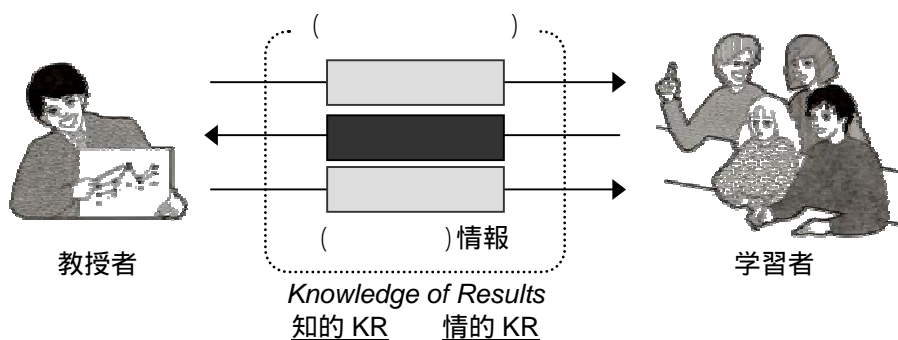 (　　　　　　　)
教授者
学習者
(　　　　　)情報
Knowledge of Results
知的 KR　　情的 KR